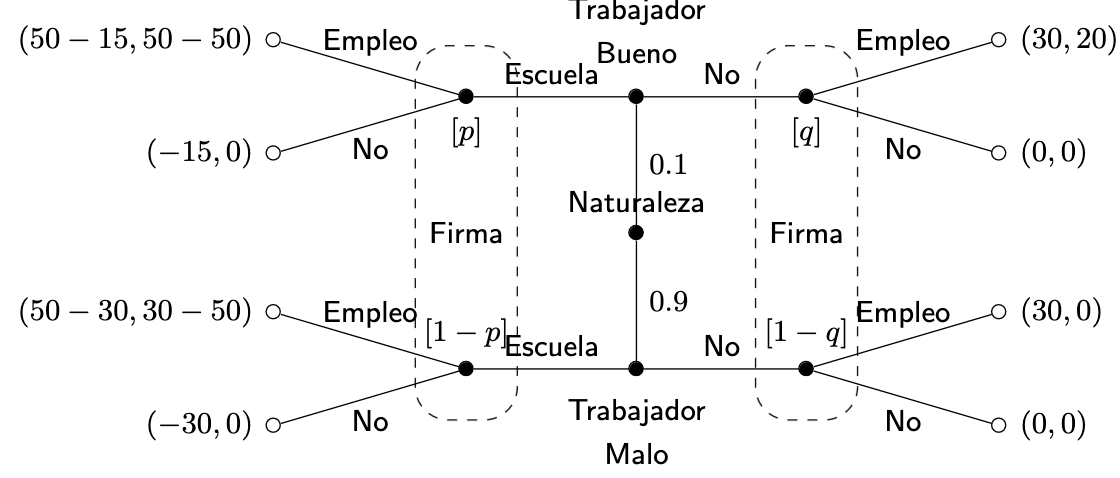 Trabajador
Bueno
(50 − 15, 50 − 50)
Empleo
Escuela
No
Empleo
(30, 20)
[p]
[q]
(−15, 0)
No
No
(0, 0)
0.1
Naturaleza
Firma
Firma
0.9
(50 − 30, 30 − 50)
Empleo
[1 − p]
Escuela
No
[1 − q]
Empleo
(30, 0)
(−30, 0)
No
Trabajador
Malo
No
(0, 0)